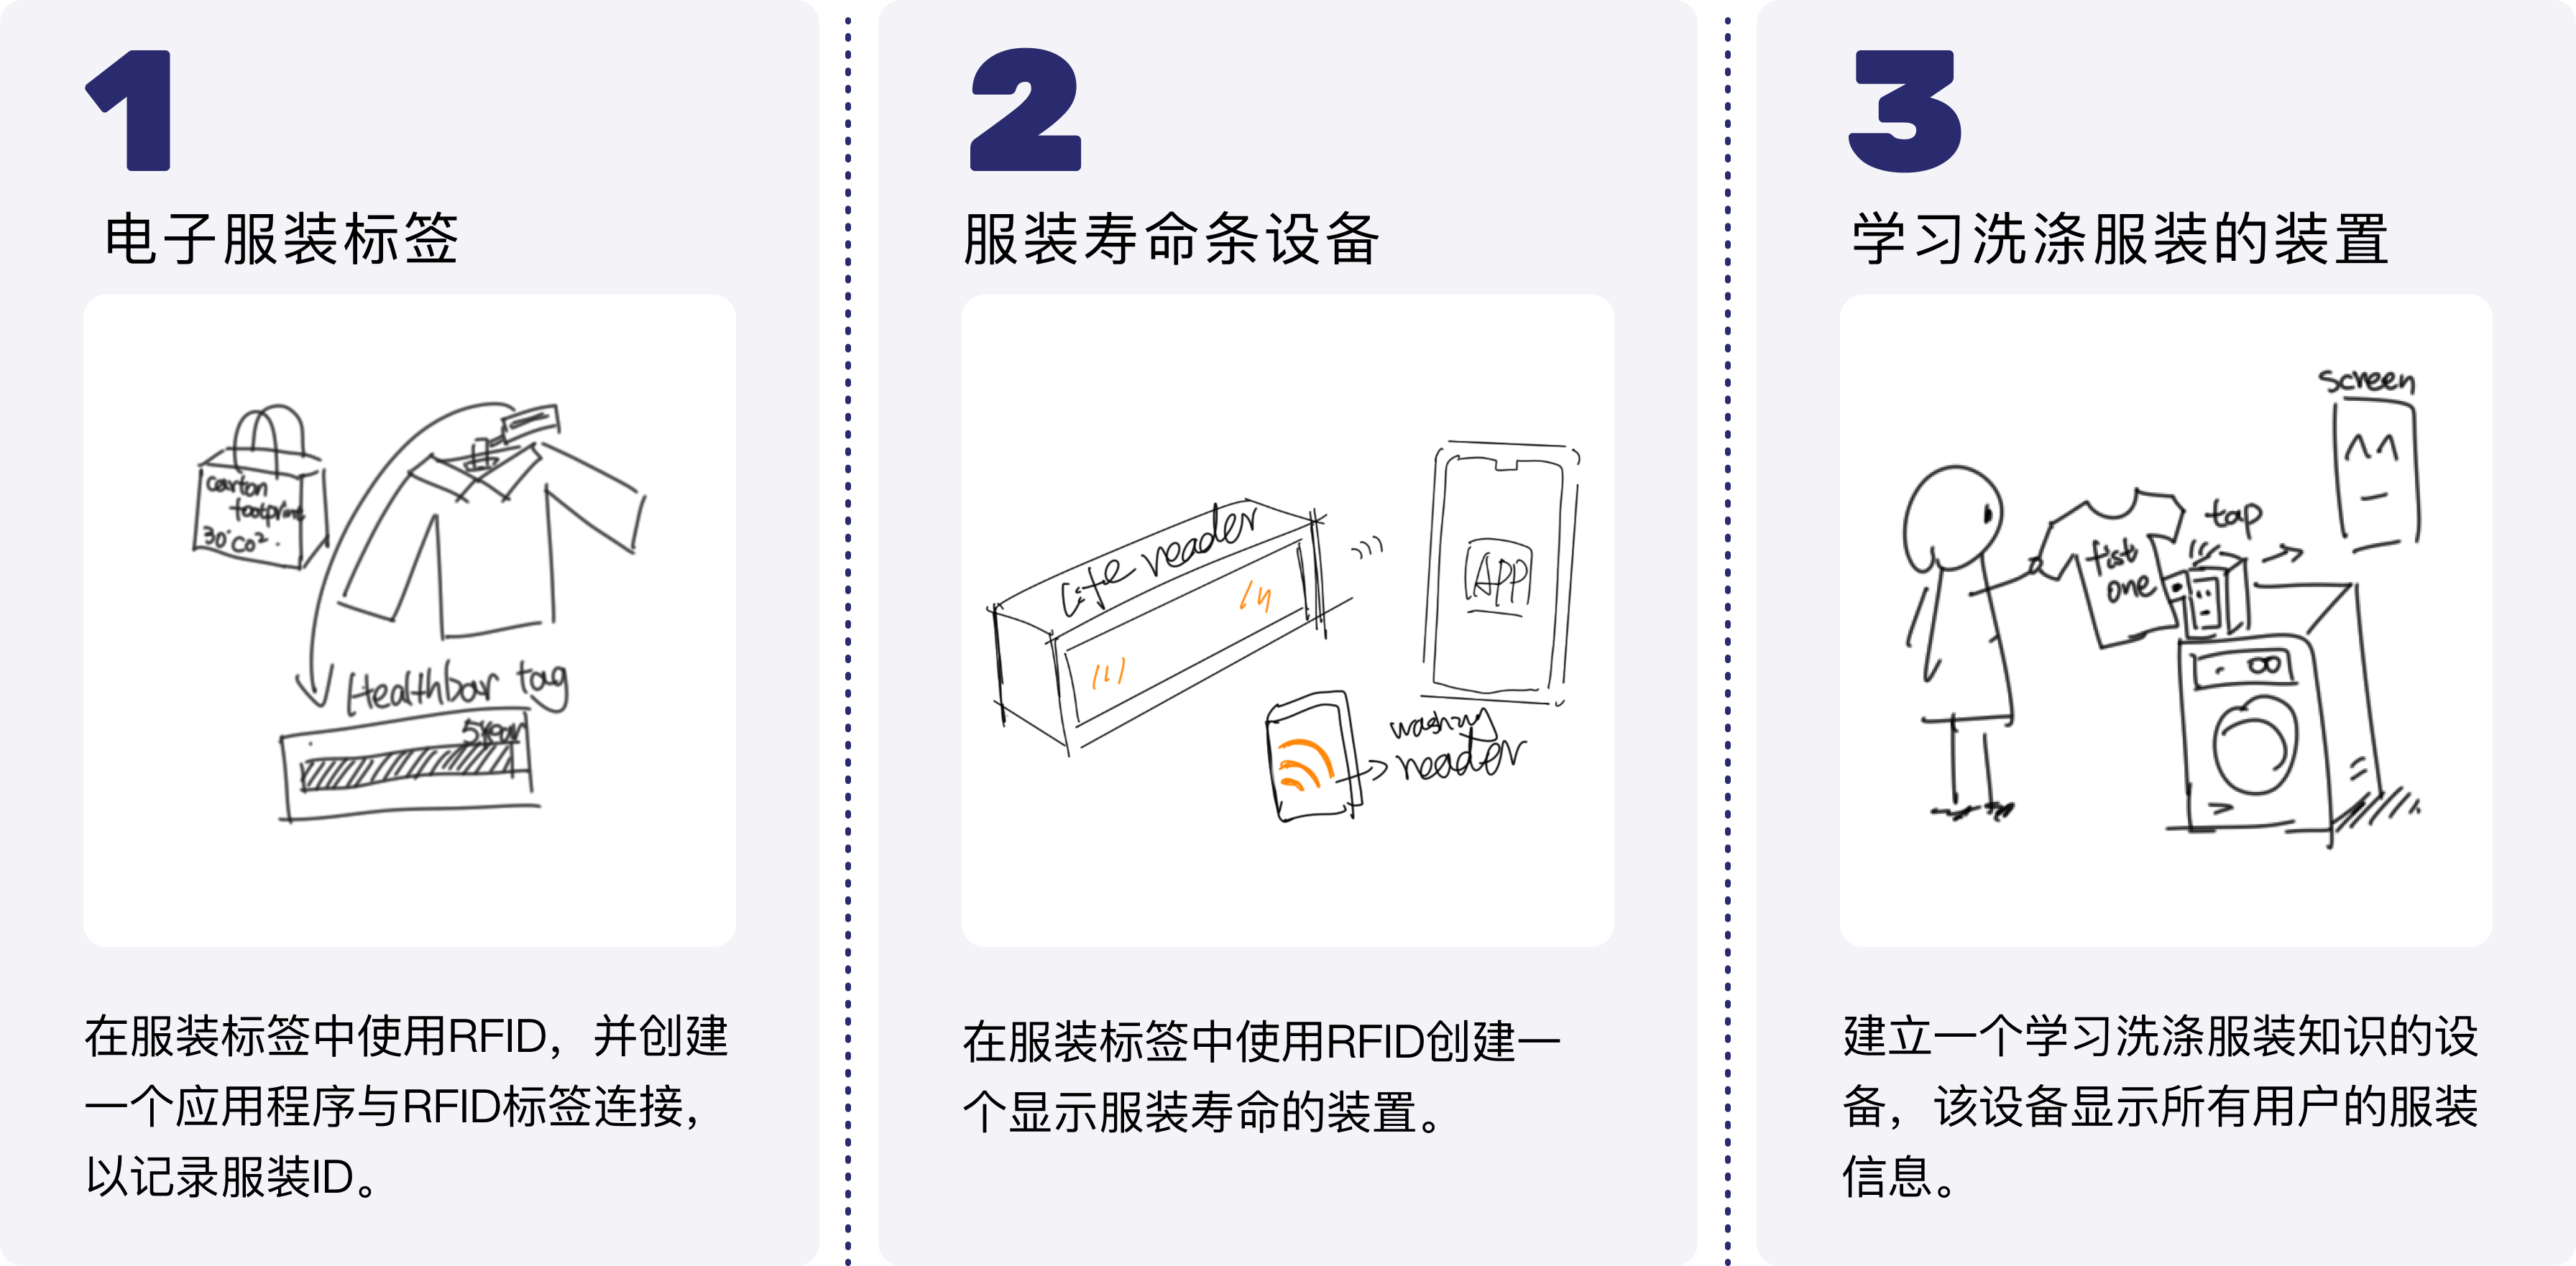 1
电子服装标签
carton
footprint
30° CO².
Healthbar tag
5year
在服装标签中使用RFID，并创建
一个应用程序与RFID标签连接，
以记录服装ID。
2
服装寿命条设备
Life reader
APP
washing
reader
在服装标签中使用RFID创建一
个显示服装寿命的装置。
3
学习洗涤服装的装置
screen
tap
fist
one
建立一个学习洗涤服装知识的设
备，该设备显示所有用户的服装
信息。